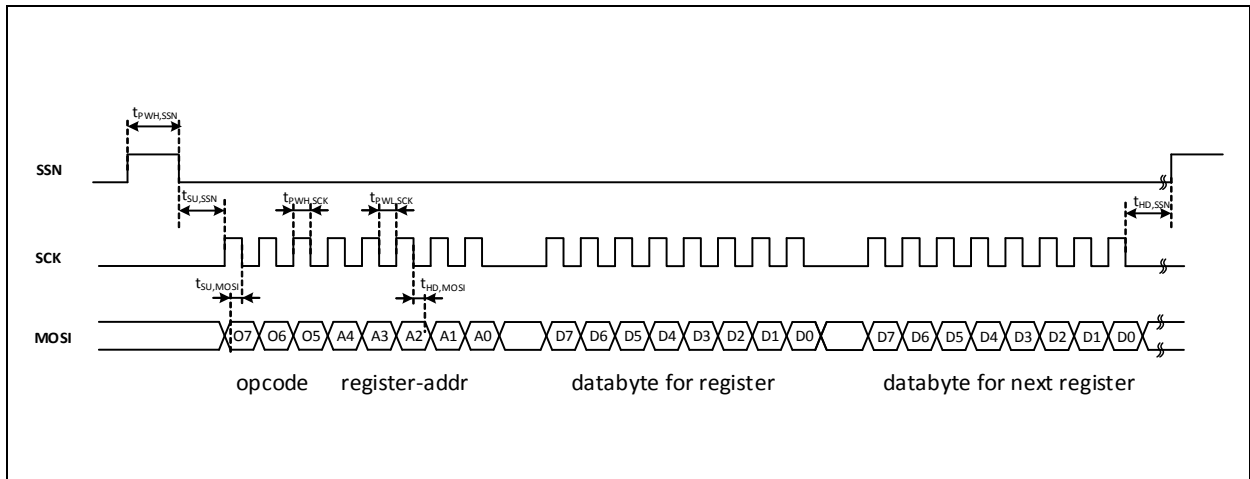 tPWH,SSN
SSN
tSU,SSN
tPWH,SCK
tPWL,SCK
tHD,SSN
SCK
tSU,MOSI
tHD,MOSI
MOSI
O7 O6 O5 A4 A3 A2 A1 A0 D7 D6 D5 D4 D3 D2 D1 D0 D7 D6 D5 D4 D3 D2 D1 D0
opcode register-addr databyte for register databyte for next register